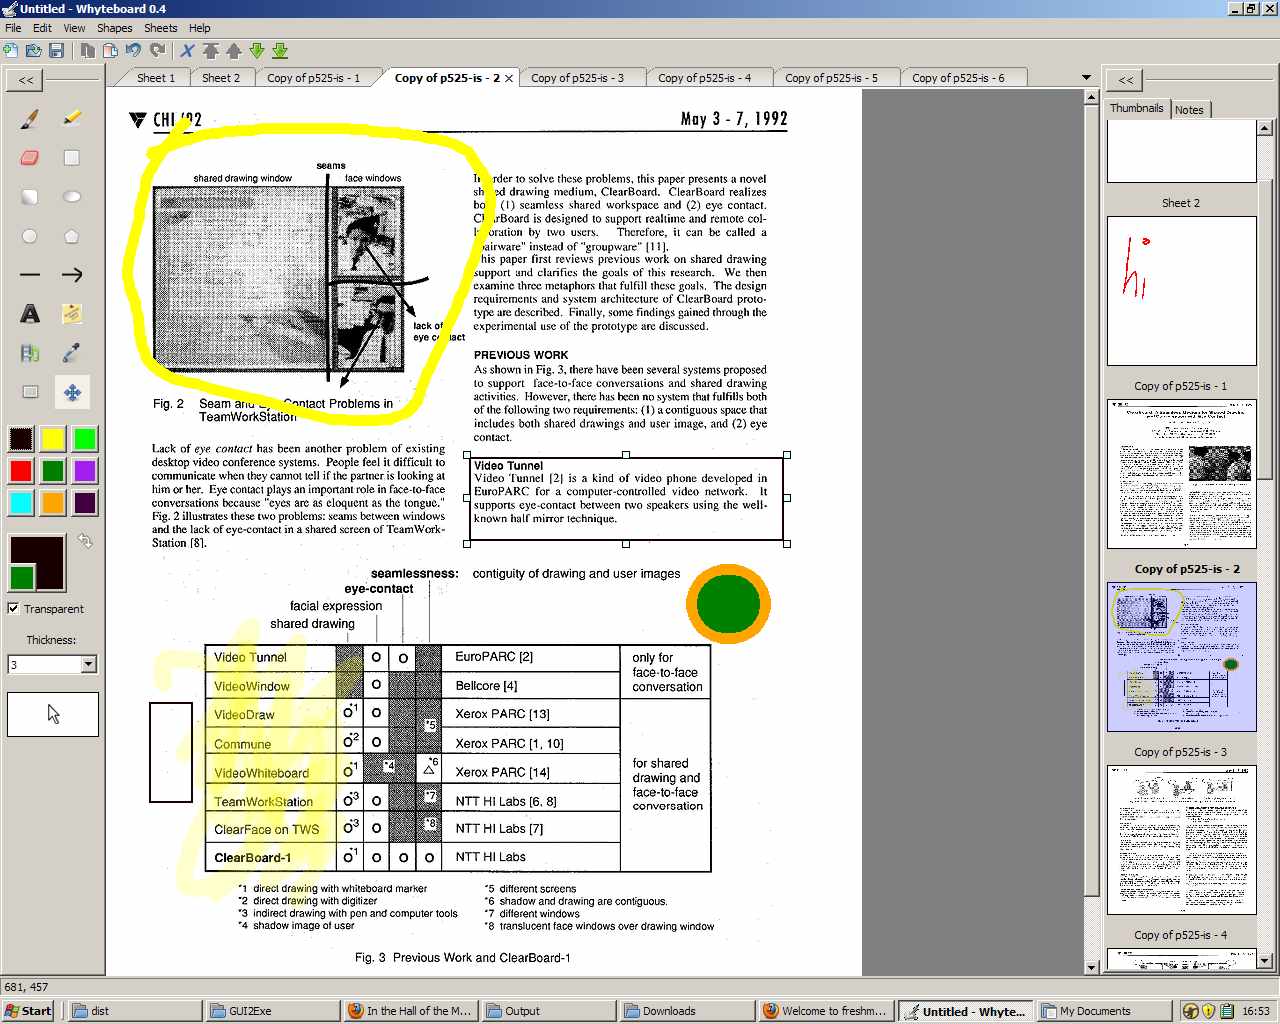 Untitled - Whyteboard 0.4
File Edit View Shapes Sheets Help
<<
Sheet 1
Sheet 2
Copy of p525-is - 1
Copy of p525-is - 2
Copy of p525-is - 3
Copy of p525-is - 4
Copy of p525-is - 5
Copy of p525-is - 6
Transparent
Thickness:
3
CHI '92
May 3 - 7, 1992
seams
shared drawing window
face windows
lack of
eye contact
Fig. 2 Seam and Eye Contact Problems in
TeamWorkStation
Lack of eye contact has been another problem of existing
desktop video conference systems. People feel it difficult to
communicate when they cannot tell if the partner is looking at
him or her. Eye contact plays an important role in face-to-face
conversations because "eyes are as eloquent as the tongue."
Fig. 2 illustrates these two problems: seams between windows
and the lack of eye-contact in a shared screen of TeamWork-
Station [8].
In order to solve these problems, this paper presents a novel
shared drawing medium, ClearBoard. ClearBoard realizes
both (1) seamless shared workspace and (2) eye contact.
ClearBoard is designed to support realtime and remote col-
laboration by two users. Therefore, it can be called a
"pairware" instead of "groupware" [11].
This paper first reviews previous work on shared drawing
support and clarifies the goals of this research. We then
examine three metaphors that fulfill these goals. The design
requirements and system architecture of ClearBoard proto-
type are described. Finally, some findings gained through the
experimental use of the prototype are discussed.
PREVIOUS WORK
As shown in Fig. 3, there have been several systems proposed
to support face-to-face conversations and shared drawing
activities. However, there has been no system that fulfills both
of the following two requirements: (1) a contiguous space that
includes both shared drawings and user image, and (2) eye
contact.
Video Tunnel
Video Tunnel [2] is a kind of video phone developed in
EuroPARC for a computer-controlled video network. It
supports eye-contact between two speakers using the well-
known half mirror technique.
seamlessness: contiguity of drawing and user images
eye-contact
facial expression
shared drawing
Video Tunnel O O EuroPARC [2]
VideoWindow O Bellcore [4]
only for
face-to-face
conversation
VideoDraw O*1 O Xerox PARC [13]
*5
Commune O*2 O Xerox PARC [1, 10]
VideoWhiteboard O*1 *4 *6 △ Xerox PARC [14]
TeamWorkStation O*3 O *7 NTT HI Labs [6, 8]
ClearFace on TWS O*3 O *8 NTT HI Labs [7]
ClearBoard-1 O*1 O O O NTT HI Labs
for shared
drawing and
face-to-face
conversation
*1 direct drawing with whiteboard marker
*2 direct drawing with digitizer
*3 indirect drawing with pen and computer tools
*4 shadow image of user
*5 different screens
*6 shadow and drawing are contiguous.
*7 different windows
*8 translucent face windows over drawing window
Fig. 3 Previous Work and ClearBoard-1
<<
Thumbnails
Notes
Sheet 2
hi
Copy of p525-is - 1
Copy of p525-is - 2
Copy of p525-is - 3
Copy of p525-is - 4
681, 457
Start
dist
GUI2Exe
In the Hall of the M...
Output
Downloads
Welcome to freshm...
Untitled - Whyte...
My Documents
16:53